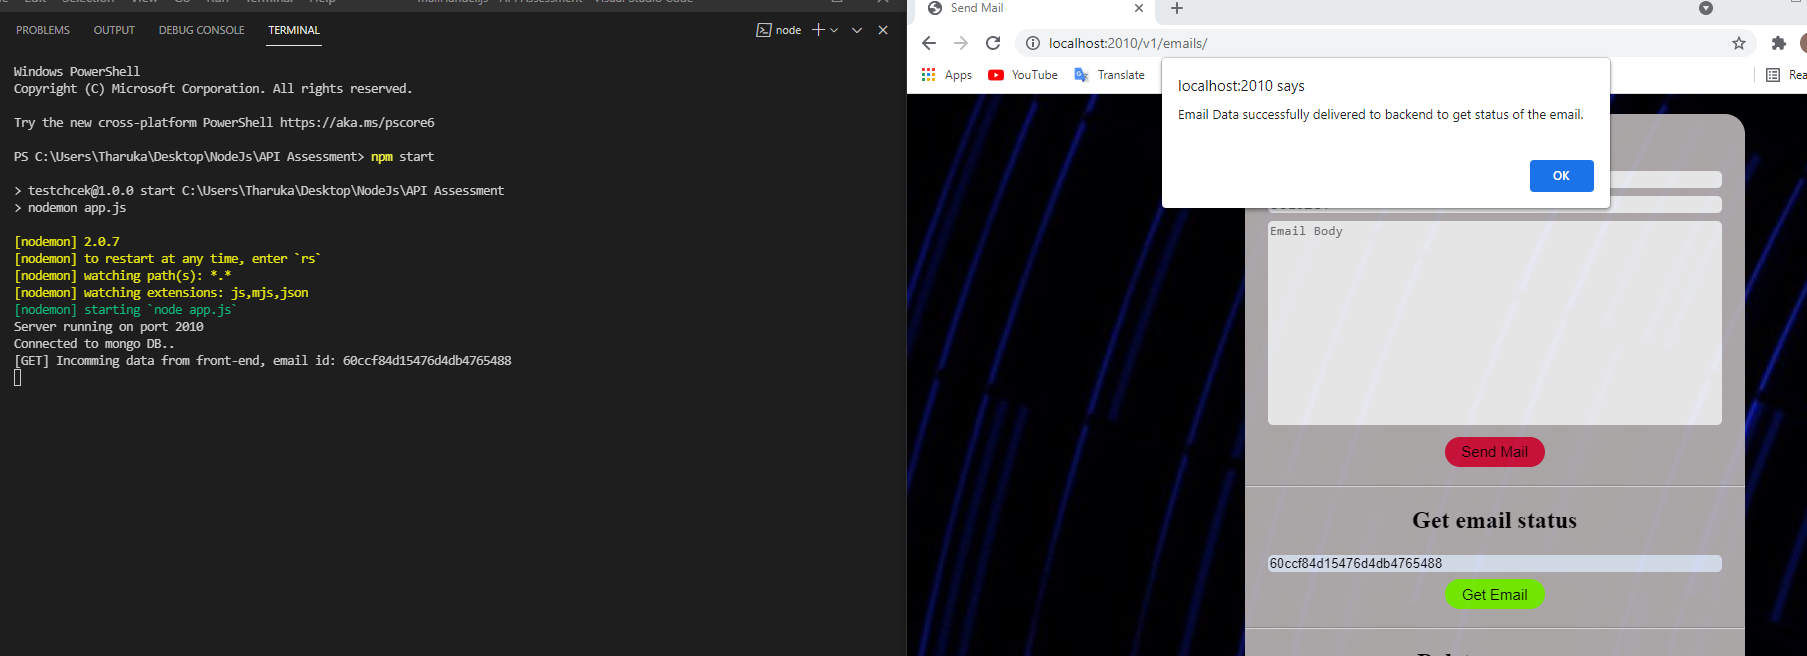 PROBLEMS OUTPUT DEBUG CONSOLE TERMINAL
node
Windows PowerShell
Copyright (C) Microsoft Corporation. All rights reserved.
Try the new cross-platform PowerShell https://aka.ms/pscore6
PS C:\Users\Tharuka\Desktop\NodeJs\API Assessment> npm start
> testchcek@1.0.0 start C:\Users\Tharuka\Desktop\NodeJs\API Assessment
> nodemon app.js
[nodemon] 2.0.7
[nodemon] to restart at any time, enter `rs`
[nodemon] watching path(s): *.*
[nodemon] watching extensions: js,mjs,json
[nodemon] starting `node app.js`
Server running on port 2010
Connected to mongo DB..
[GET] Incomming data from front-end, email id: 60ccf84d15476d4db4765488
Send Mail
localhost:2010/v1/emails/
Apps YouTube Translate
Rea
localhost:2010 says
Email Data successfully delivered to backend to get status of the email.
OK
Email Body
Send Mail
Get email status
60ccf84d15476d4db4765488
Get Email